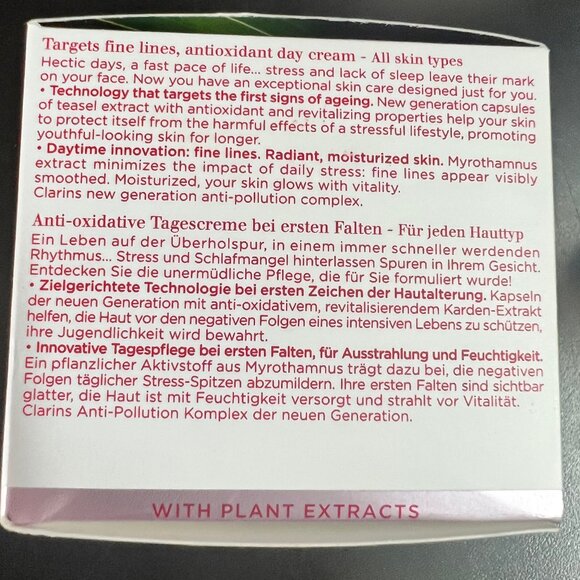 Targets fine lines, antioxidant day cream - All skin types
Hectic days, a fast pace of life... stress and lack of sleep leave their mark
on your face. Now you have an exceptional skin care designed just for you.
• Technology that targets the first signs of ageing. New generation capsules
of teasel extract with antioxidant and revitalizing properties help your skin
to protect itself from the harmful effects of a stressful lifestyle, promoting
youthful-looking skin for longer.
• Daytime innovation: fine lines. Radiant, moisturized skin. Myrothamnus
extract minimizes the impact of daily stress: fine lines appear visibly
smoothed. Moisturized, your skin glows with vitality.
Clarins new generation anti-pollution complex.
Anti-oxidative Tagescreme bei ersten Falten - Für jeden Hauttyp
Ein Leben auf der Überholspur, in einem immer schneller werdenden
Rhythmus... Stress und Schlafmangel hinterlassen Spuren in Ihrem Gesicht.
Entdecken Sie die unermüdliche Pflege, die für Sie formuliert wurde!
• Zielgerichtete Technologie bei ersten Zeichen der Hautalterung. Kapseln
der neuen Generation mit anti-oxidativem, revitalisierendem Karden-Extrakt
helfen, die Haut vor den negativen Folgen eines intensiven Lebens zu schützen,
ihre Jugendlichkeit wird bewahrt.
• Innovative Tagespflege bei ersten Falten, für Ausstrahlung und Feuchtigkeit.
Ein pflanzlicher Aktivstoff aus Myrothamnus trägt dazu bei, die negativen
Folgen täglicher Stress-Spitzen abzumildern. Ihre ersten Falten sind sichtbar
glatter, die Haut ist mit Feuchtigkeit versorgt und strahlt vor Vitalität.
Clarins Anti-Pollution Komplex der neuen Generation.
WITH PLANT EXTRACTS